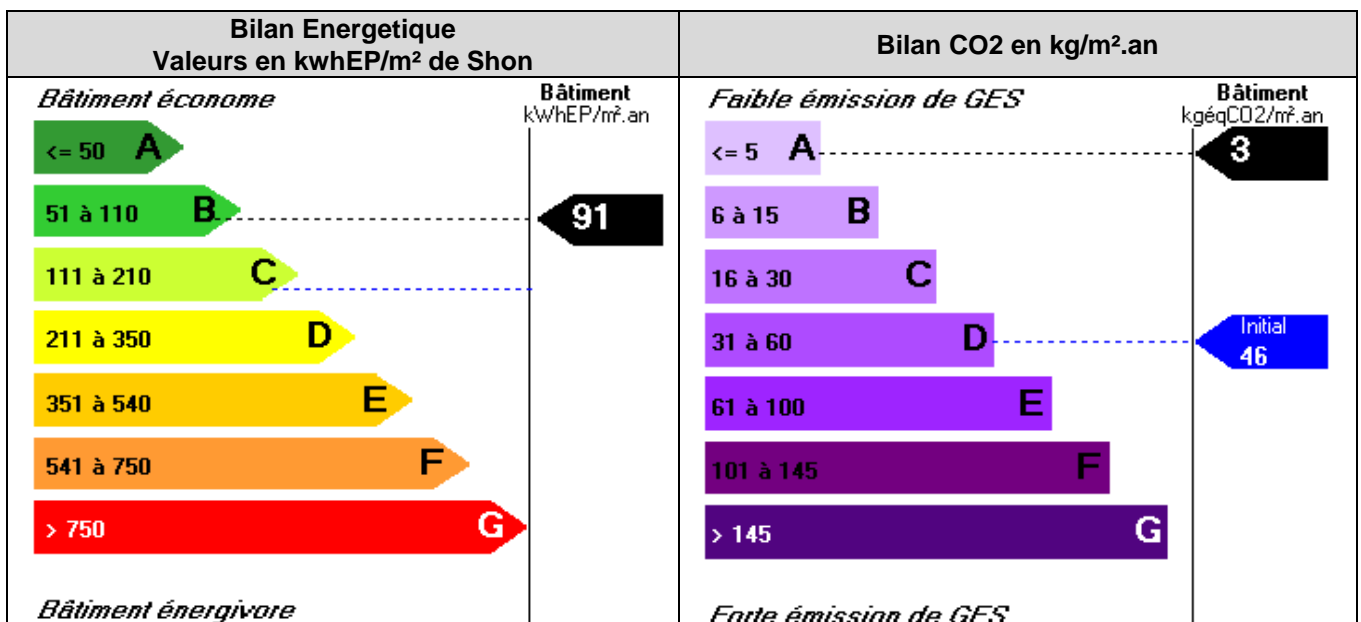 Bilan Energetique
Valeurs en kwhEP/m² de Shon
Bilan CO2 en kg/m².an
Bâtiment économe
Bâtiment
kWhEP/m².an
<= 50 A
51 à 110 B
91
111 à 210 C
211 à 350 D
351 à 540 E
541 à 750 F
> 750 G
Bâtiment énergivore
Faible émission de GES
Bâtiment
kgéqCO2/m².an
<= 5 A
3
6 à 15 B
16 à 30 C
31 à 60 D
Initial
46
61 à 100 E
101 à 145 F
> 145 G
Forte émission de GES